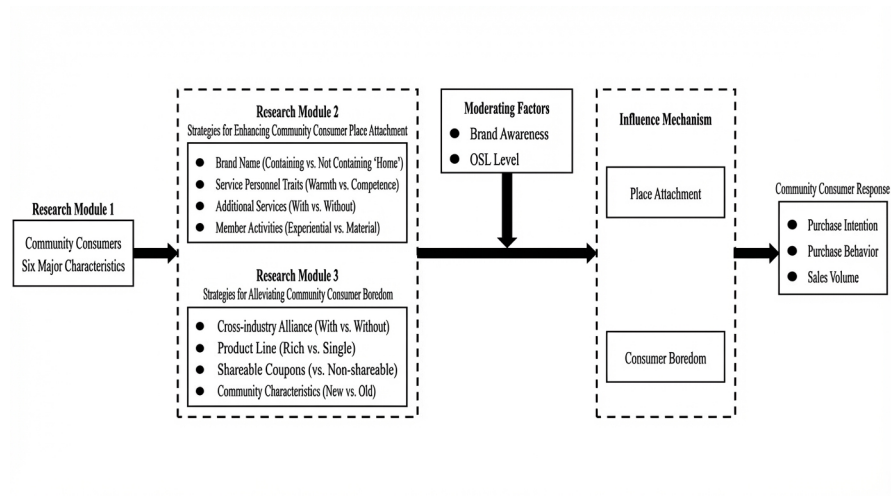 Research Module 1
Community Consumers
Six Major Characteristics
Research Module 2
Strategies for Enhancing Community Consumer Place Attachment
● Brand Name (Containing vs. Not Containing ‘Home’)
● Service Personnel Traits (Warmth vs. Competence)
● Additional Services (With vs. Without)
● Member Activities (Experiential vs. Material)
Research Module 3
Strategies for Alleviating Community Consumer Boredom
● Cross-industry Alliance (With vs. Without)
● Product Line (Rich vs. Single)
● Shareable Coupons (vs. Non-shareable)
● Community Characteristics (New vs. Old)
Moderating Factors
● Brand Awareness
● OSL Level
Influence Mechanism
Place Attachment
Consumer Boredom
Community Consumer Response
● Purchase Intention
● Purchase Behavior
● Sales Volume